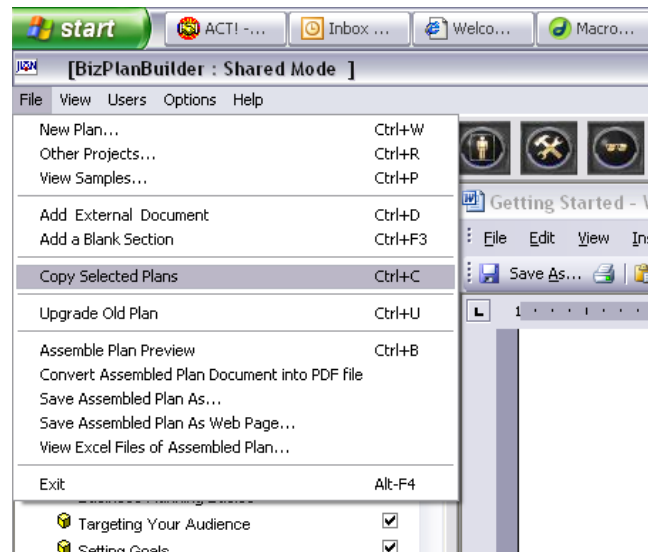 start ACT! -... Inbox ... Welco... Macro...
[BizPlanBuilder : Shared Mode ]
File View Users Options Help
New Plan... Ctrl+W
Other Projects... Ctrl+R
View Samples... Ctrl+P
Getting Started -
Add External Document Ctrl+D
Add a Blank Section Ctrl+F3
File Edit View
Copy Selected Plans Ctrl+C
Save As...
Upgrade Old Plan Ctrl+U
L 1
Assemble Plan Preview Ctrl+B
Convert Assembled Plan Document into PDF file
Save Assembled Plan As...
Save Assembled Plan As Web Page...
View Excel Files of Assembled Plan...
Exit Alt-F4
Targeting Your Audience
Setting Goals